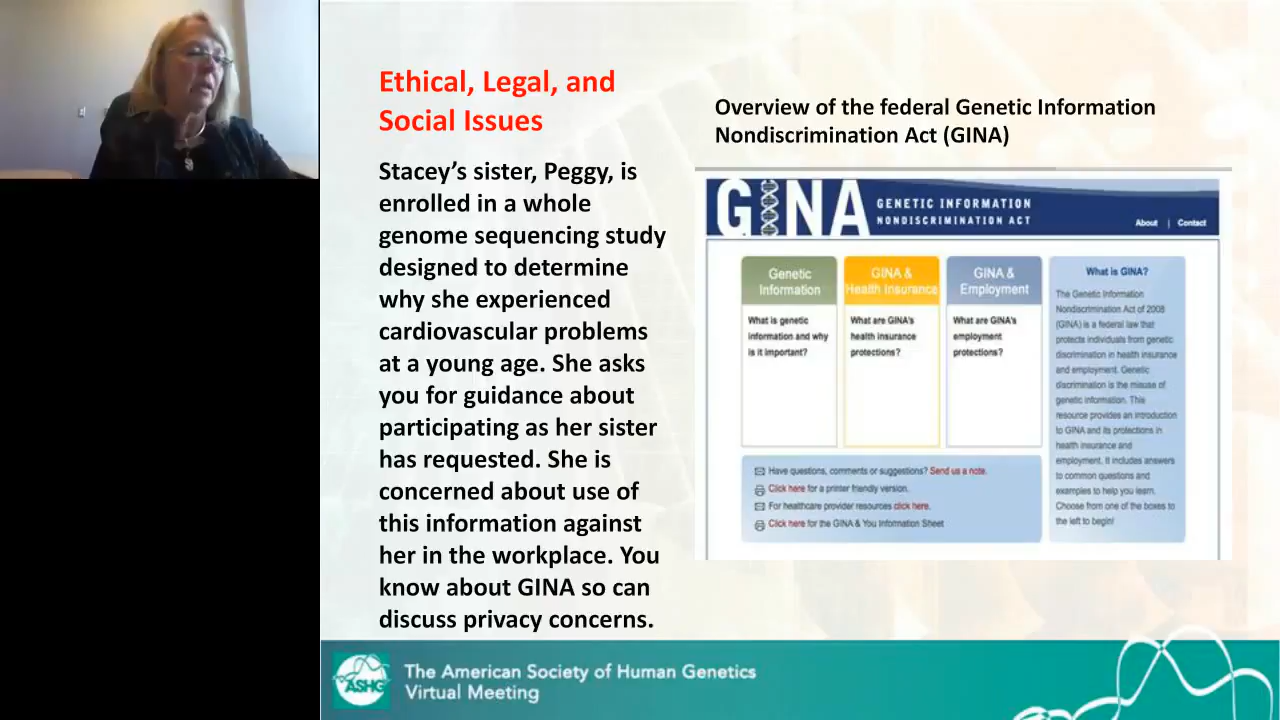 Ethical, Legal, and
Social Issues
Stacey’s sister, Peggy, is
enrolled in a whole
genome sequencing study
designed to determine
why she experienced
cardiovascular problems
at a young age. She asks
you for guidance about
participating as her sister
has requested. She is
concerned about use of
this information against
her in the workplace. You
know about GINA so can
discuss privacy concerns.
Overview of the federal Genetic Information
Nondiscrimination Act (GINA)
GINA
GENETIC INFORMATION
NONDISCRIMINATION ACT
About | Contact
Genetic
Information
What is genetic
information and why
is it important?
GINA &
Health Insurance
What are GINA's
health insurance
protections?
GINA &
Employment
What are GINA's
employment
protections?
What is GINA?
The Genetic Information
Nondiscrimination Act of 2008
(GINA) is a federal law that
protects individuals from genetic
discrimination in health insurance
and employment. Genetic
discrimination is the misuse of
genetic information. This
resource provides an introduction
to GINA and its protections in
health insurance and
employment. It includes answers
to common questions and
examples to help you learn.
Choose from one of the boxes to
the left to begin!
Have questions, comments or suggestions? Send us a note.
Click here for a printer friendly version.
For healthcare provider resources click here.
Click here for the GINA & You Information Sheet
ASHG
The American Society of Human Genetics
Virtual Meeting